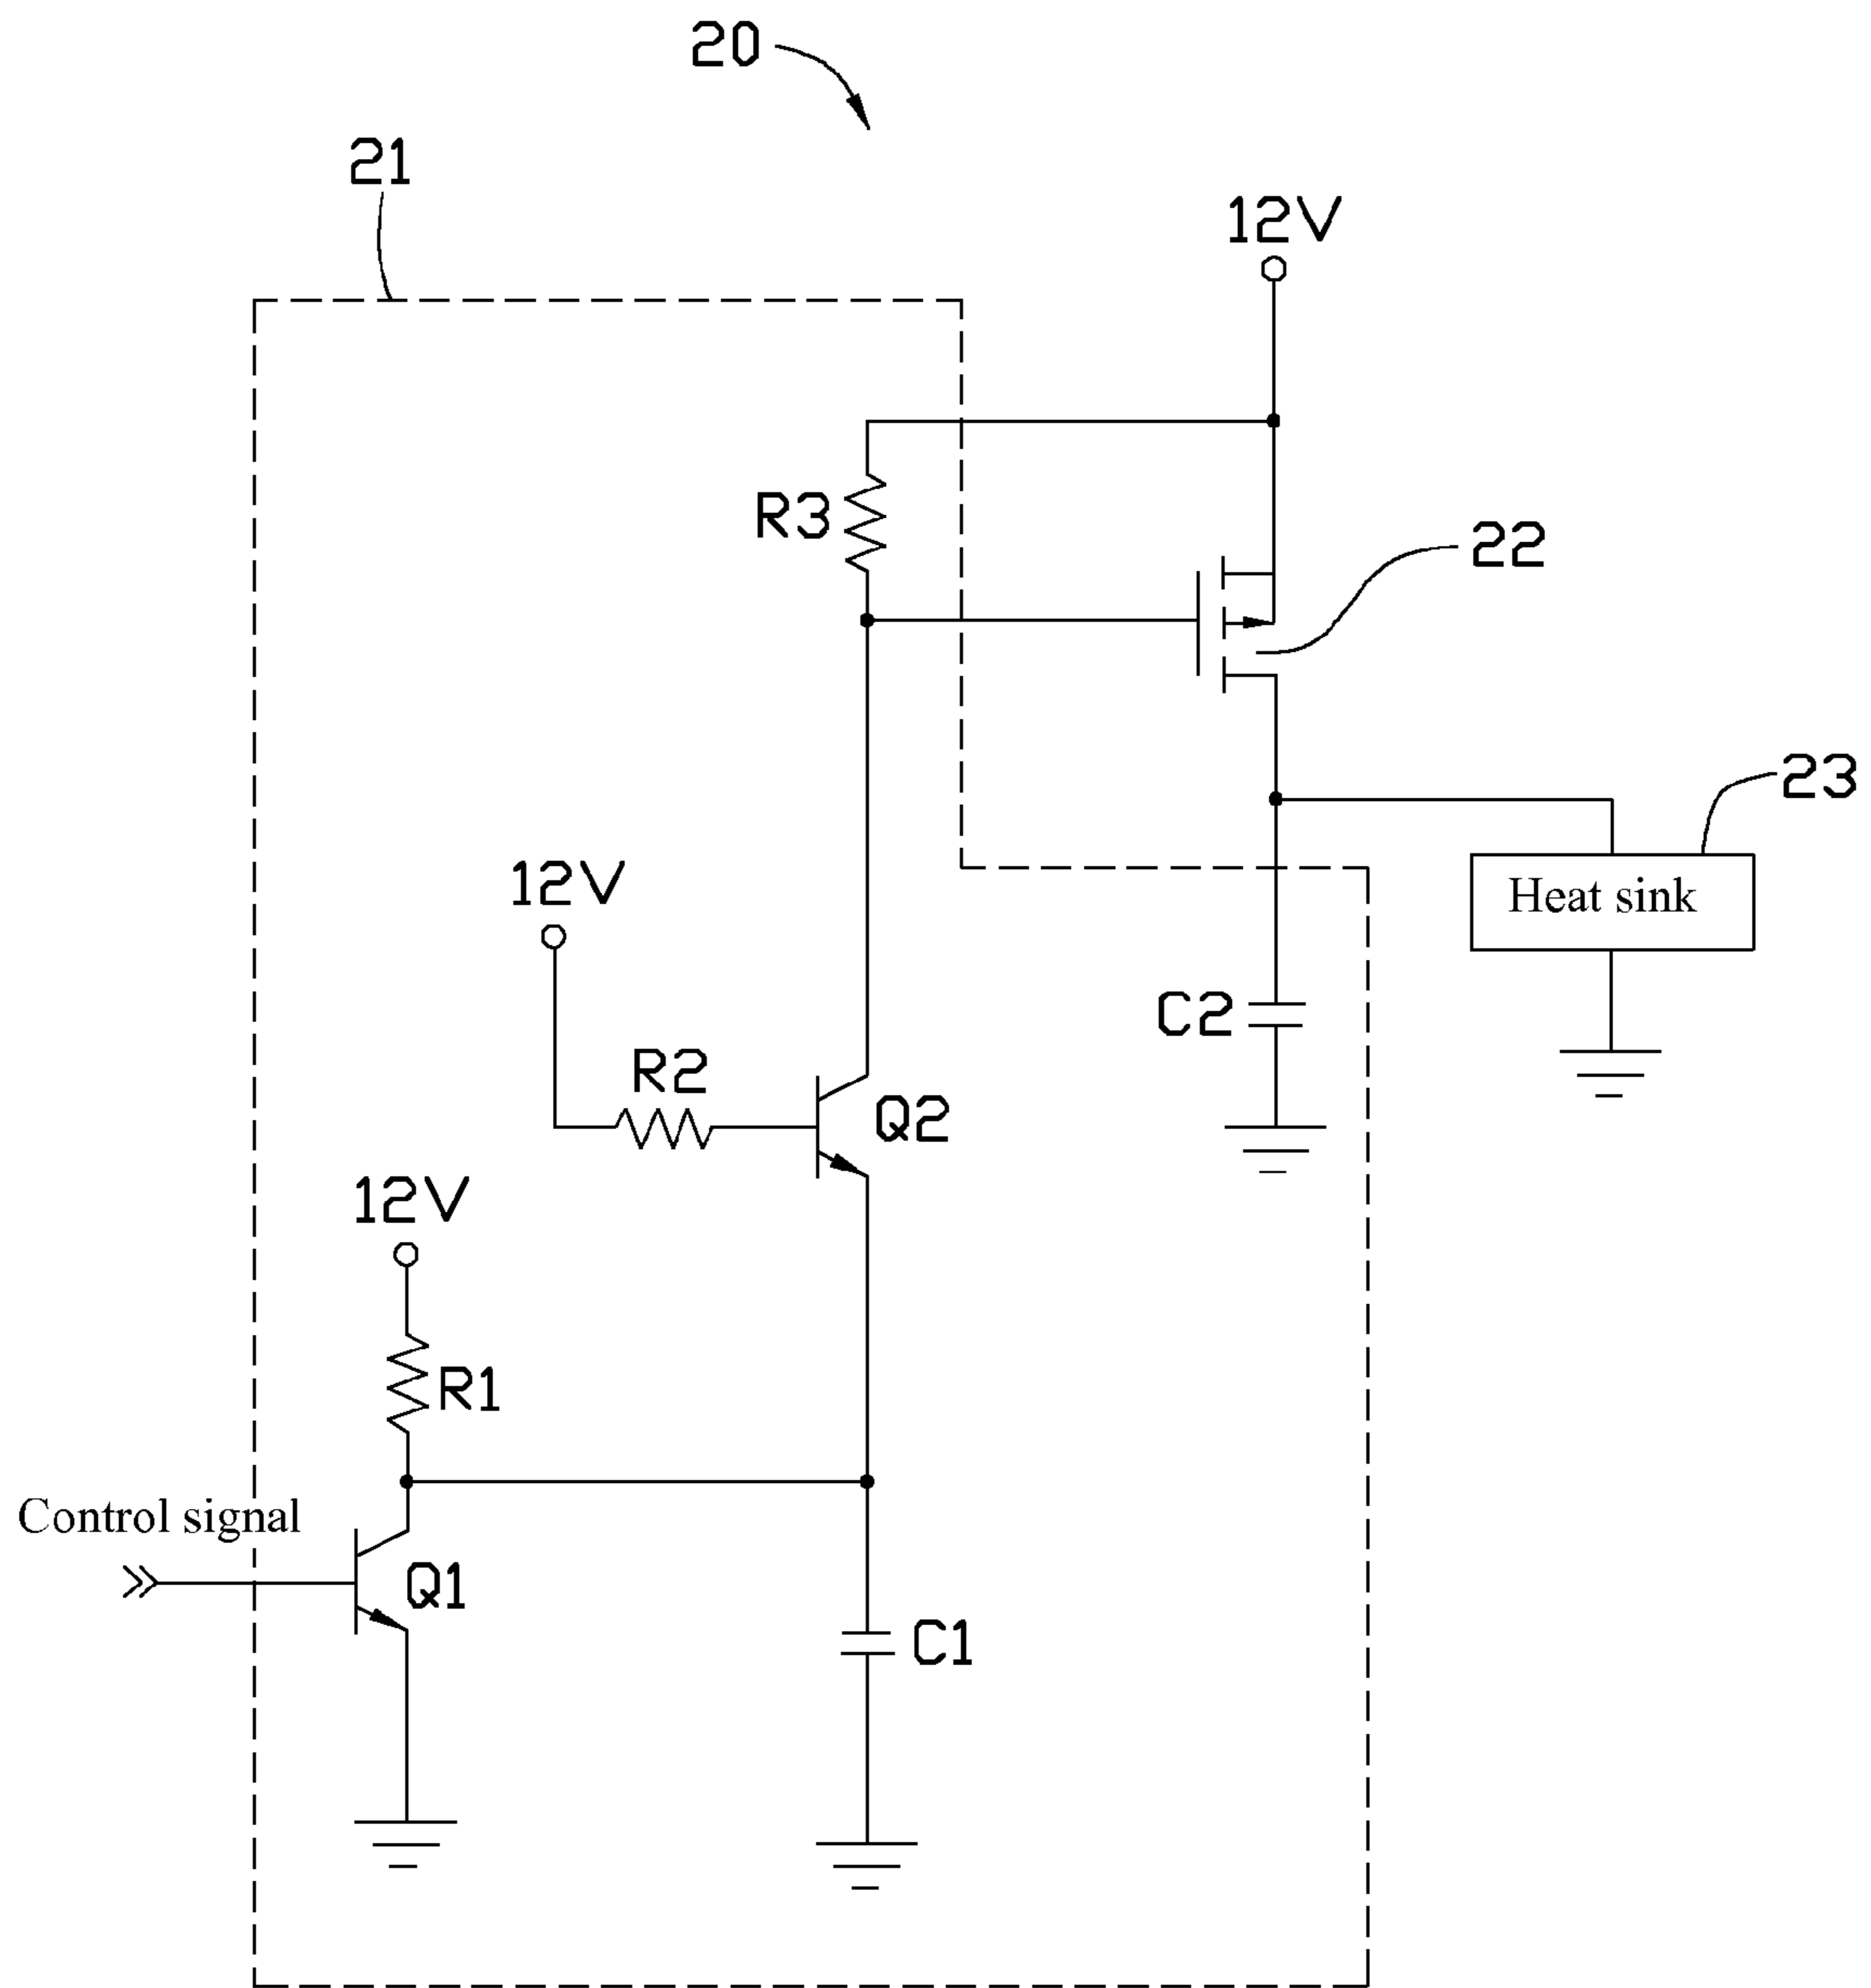 20
21
12V
R3
22
23
12V
Heat sink
C2
R2
Q2
12V
R1
Control signal
Q1
C1